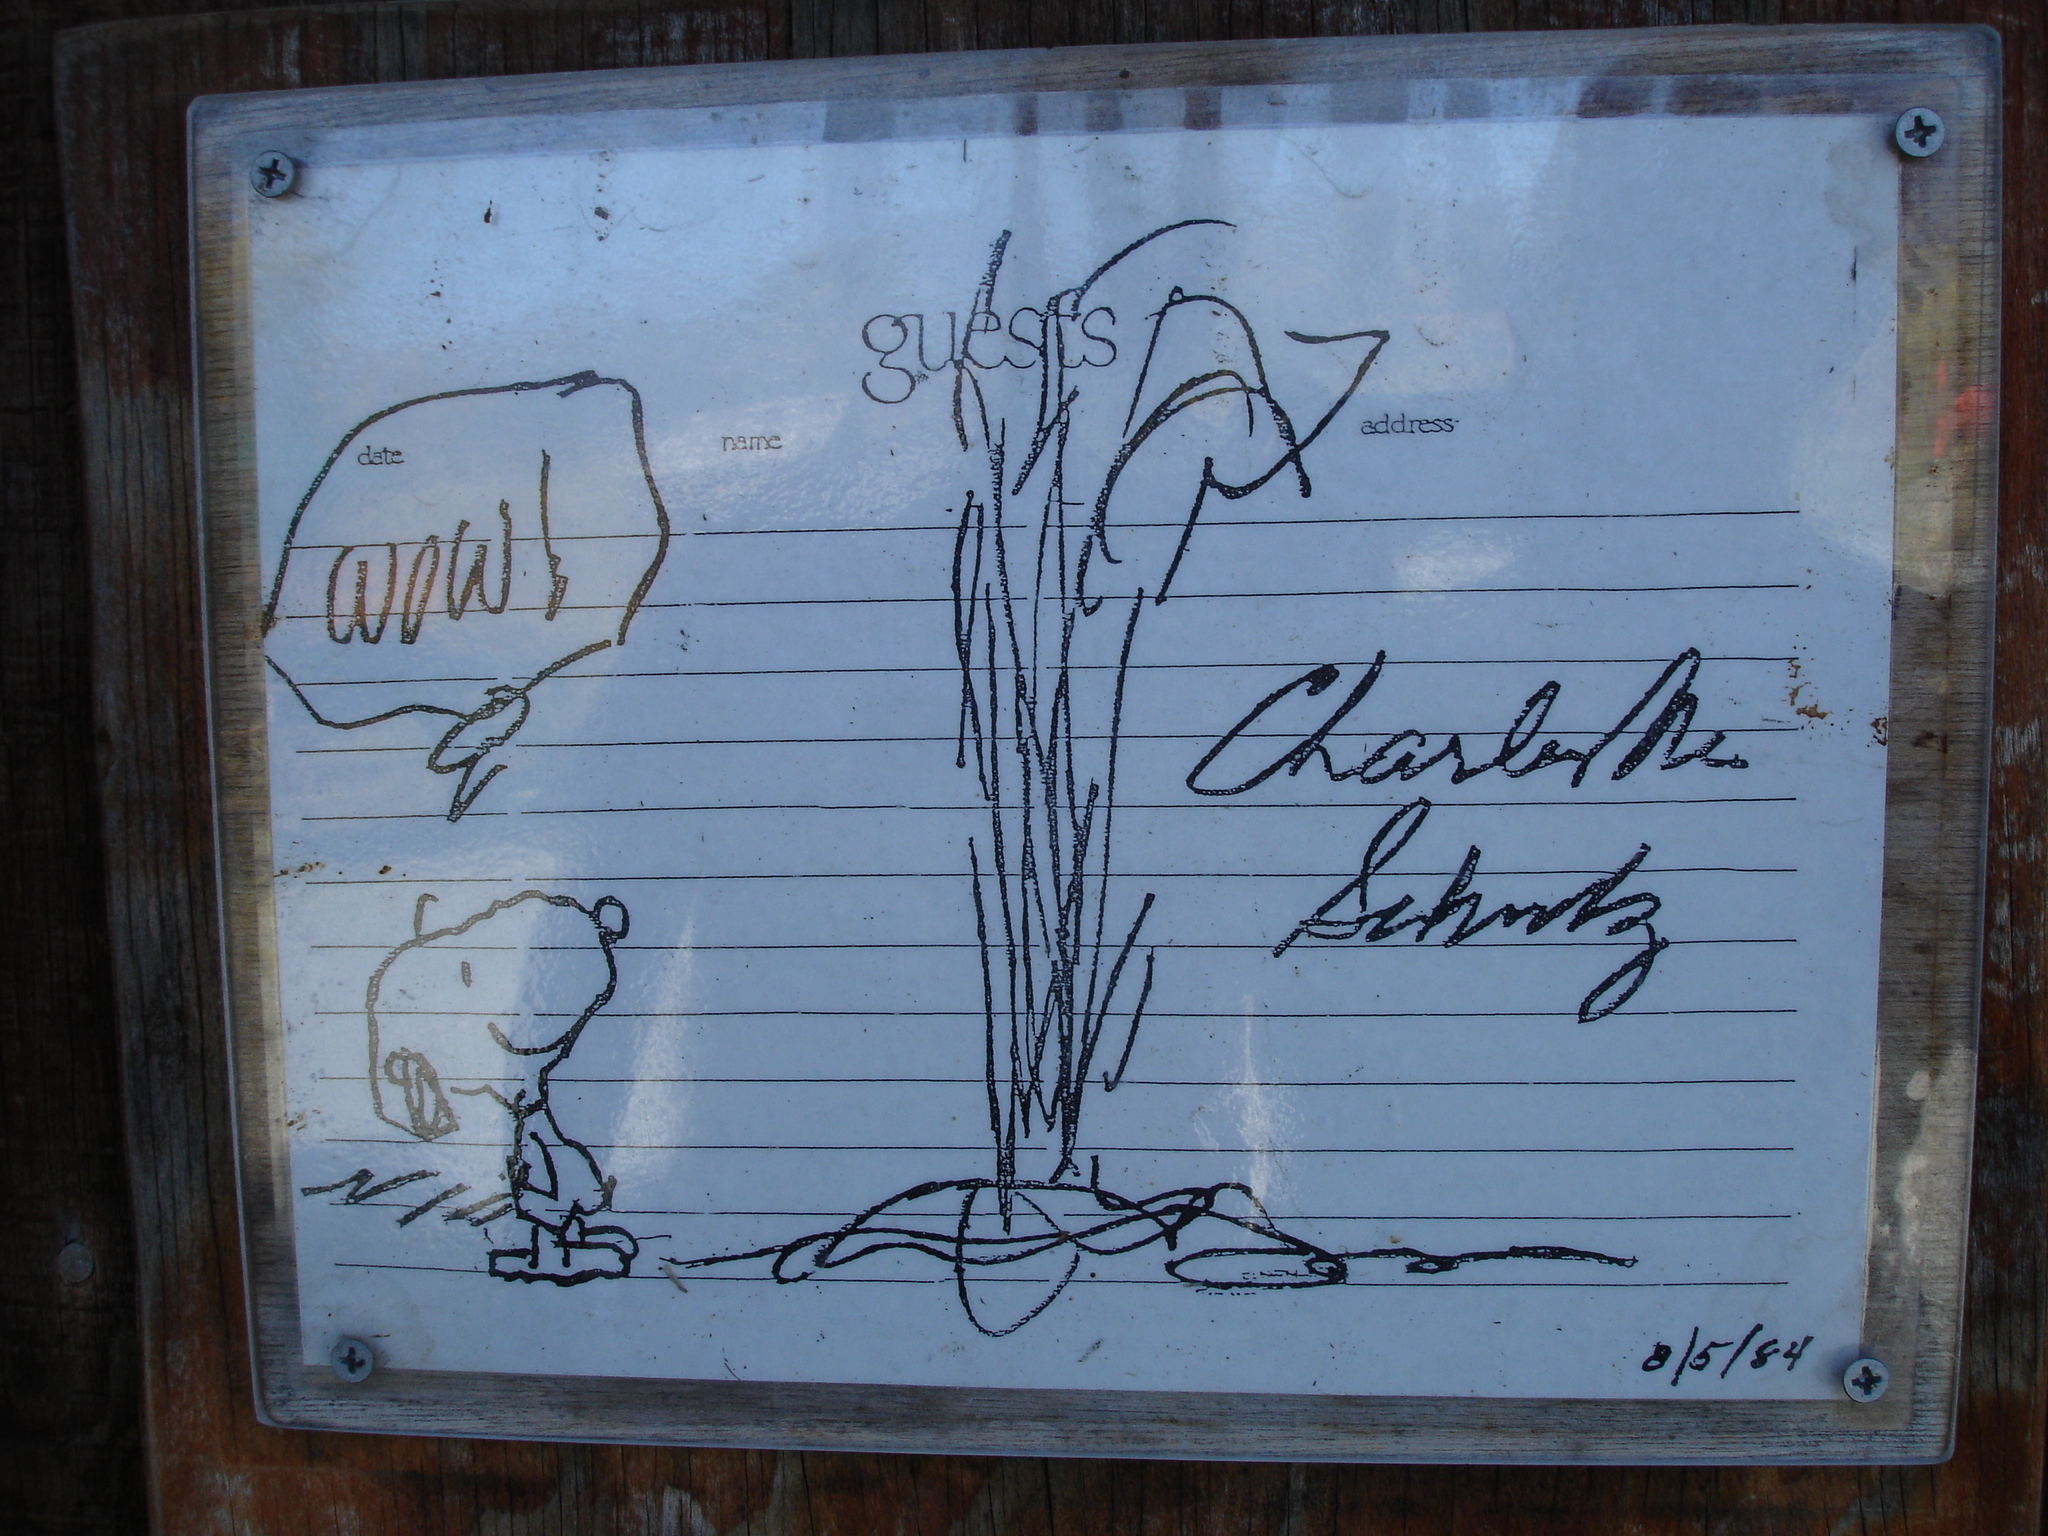 guests
date name address
WOW!
Charles M.
Schulz
8/5/84